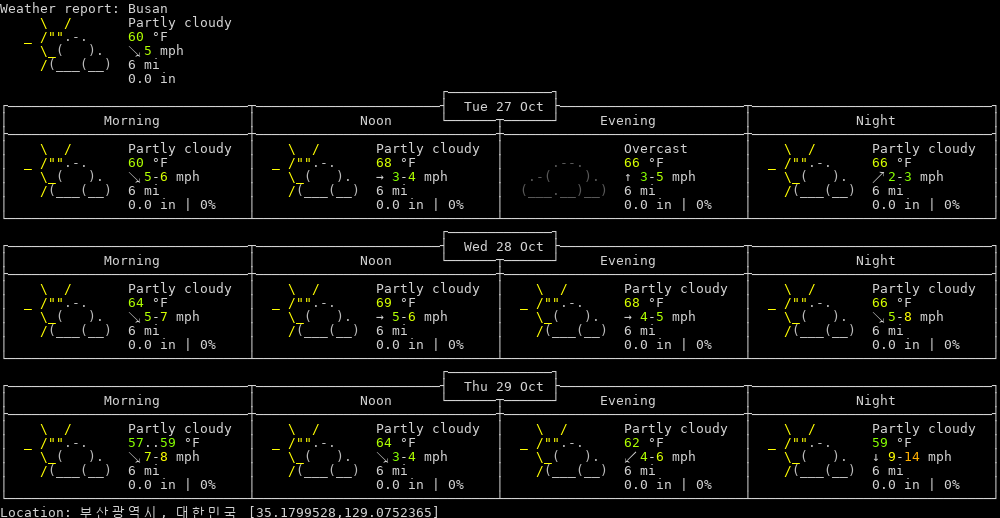 Weather report: Busan
Partly cloudy
60 °F
↘ 5 mph
6 mi
0.0 in
Tue 27 Oct
Morning Noon Evening Night
Partly cloudy Partly cloudy Overcast Partly cloudy
60 °F 68 °F 66 °F 66 °F
↘ 5-6 mph → 3-4 mph ↑ 3-5 mph ↗ 2-3 mph
6 mi 6 mi 6 mi 6 mi
0.0 in | 0% 0.0 in | 0% 0.0 in | 0% 0.0 in | 0%
Wed 28 Oct
Morning Noon Evening Night
Partly cloudy Partly cloudy Partly cloudy Partly cloudy
64 °F 69 °F 68 °F 66 °F
↘ 5-7 mph → 5-6 mph → 4-5 mph ↘ 5-8 mph
6 mi 6 mi 6 mi 6 mi
0.0 in | 0% 0.0 in | 0% 0.0 in | 0% 0.0 in | 0%
Thu 29 Oct
Morning Noon Evening Night
Partly cloudy Partly cloudy Partly cloudy Partly cloudy
57..59 °F 64 °F 62 °F 59 °F
↘ 7-8 mph ↘ 3-4 mph ↙ 4-6 mph ↓ 9-14 mph
6 mi 6 mi 6 mi 6 mi
0.0 in | 0% 0.0 in | 0% 0.0 in | 0% 0.0 in | 0%
Location: 부산광역시, 대한민국 [35.1799528,129.0752365]